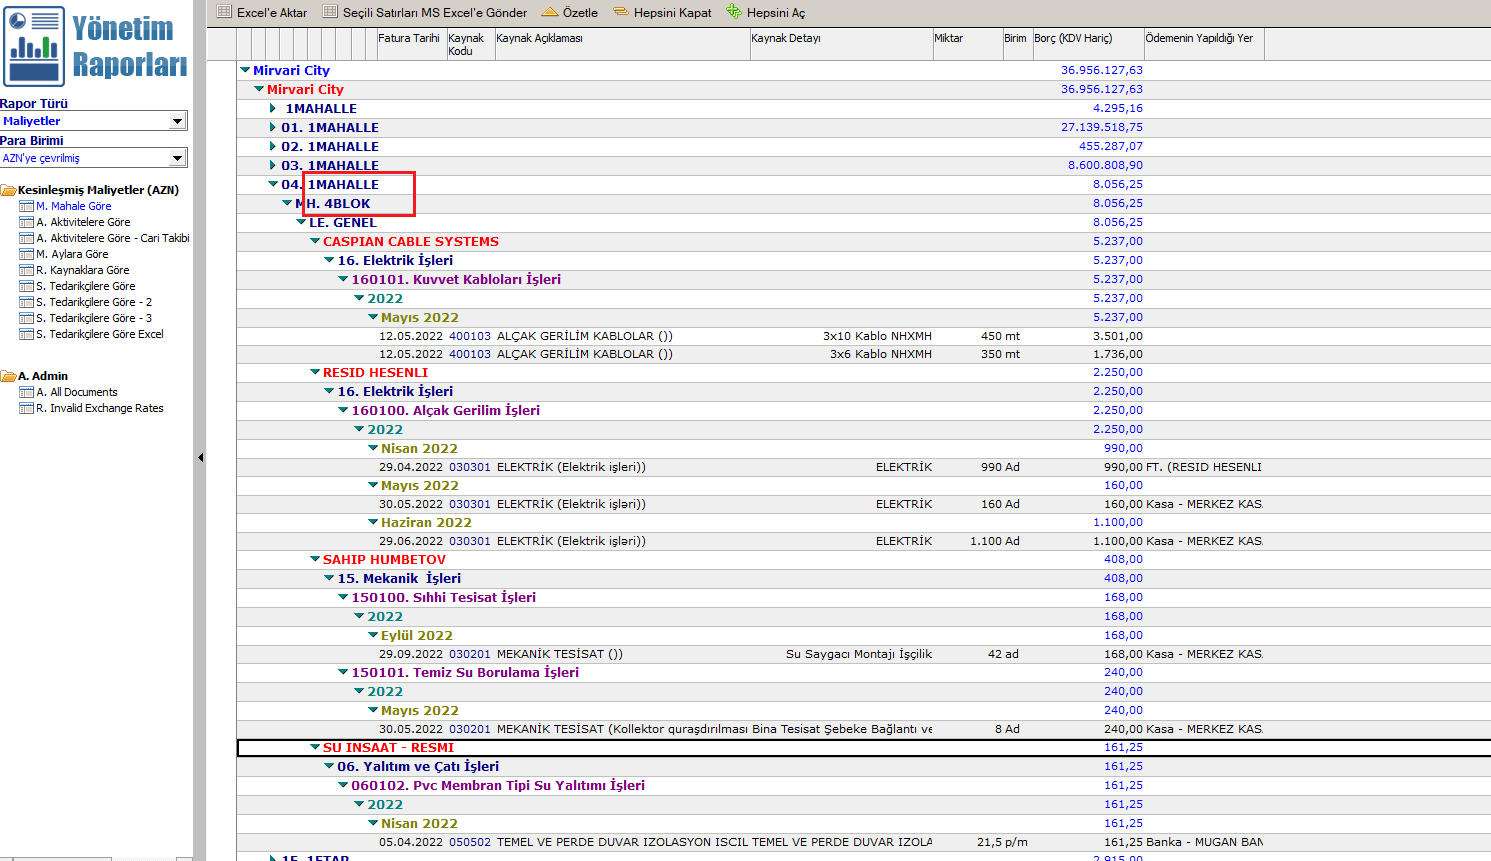 Yönetim
Raporları
Rapor Türü
Maliyetler
Para Birimi
AZN'ye çevrilmiş
Kesinleşmiş Maliyetler (AZN)
M. Mahale Göre
A. Aktivitelere Göre
A. Aktivitelere Göre - Cari Takibi
M. Aylara Göre
R. Kaynaklara Göre
S. Tedarikçilere Göre
S. Tedarikçilere Göre - 2
S. Tedarikçilere Göre - 3
S. Tedarikçilere Göre Excel
A. Admin
A. All Documents
R. Invalid Exchange Rates
Excel'e Aktar Seçili Satırları MS Excel'e Gönder Özetle Hepsini Kapat Hepsini Aç
Fatura Tarihi Kaynak Kodu Kaynak Açıklaması Kaynak Detayı Miktar Birim Borç (KDV Hariç) Ödemenin Yapıldığı Yer
Mirvari City 36.956.127,63
Mirvari City 36.956.127,63
1MAHALLE 4.295,16
01. 1MAHALLE 27.139.518,75
02. 1MAHALLE 455.287,07
03. 1MAHALLE 8.600.808,90
04. 1MAHALLE 8.056,25
MH. 4BLOK 8.056,25
LE. GENEL 8.056,25
CASPIAN CABLE SYSTEMS 5.237,00
16. Elektrik İşleri 5.237,00
160101. Kuvvet Kabloları İşleri 5.237,00
2022 5.237,00
Mayıs 2022 5.237,00
12.05.2022 400103 ALÇAK GERİLİM KABLOLAR ()) 3x10 Kablo NHXMH 450 mt 3.501,00
12.05.2022 400103 ALÇAK GERİLİM KABLOLAR ()) 3x6 Kablo NHXMH 350 mt 1.736,00
RESID HESENLI 2.250,00
16. Elektrik İşleri 2.250,00
160100. Alçak Gerilim İşleri 2.250,00
2022 2.250,00
Nisan 2022 990,00
29.04.2022 030301 ELEKTRİK (Elektrik işleri)) ELEKTRİK 990 Ad 990,00 FT. (RESID HESENLI
Mayıs 2022 160,00
30.05.2022 030301 ELEKTRİK (Elektrik işləri)) ELEKTRİK 160 Ad 160,00 Kasa - MERKEZ KAS
Haziran 2022 1.100,00
29.06.2022 030301 ELEKTRİK (Elektrik işləri)) ELEKTRİK 1.100 Ad 1.100,00 Kasa - MERKEZ KAS
SAHIP HUMBETOV 408,00
15. Mekanik İşleri 408,00
150100. Sıhhi Tesisat İşleri 168,00
2022 168,00
Eylül 2022 168,00
29.09.2022 030201 MEKANİK TESİSAT ()) Su Saygacı Montajı İşçilik 42 ad 168,00 Kasa - MERKEZ KAS
150101. Temiz Su Borulama İşleri 240,00
2022 240,00
Mayıs 2022 240,00
30.05.2022 030201 MEKANİK TESİSAT (Kollektor quraşdırılması Bina Tesisat Şebeke Bağlantı ve 8 Ad 240,00 Kasa - MERKEZ KAS
SU INSAAT - RESMI 161,25
06. Yalıtım ve Çatı İşleri 161,25
060102. Pvc Membran Tipi Su Yalıtımı İşleri 161,25
2022 161,25
Nisan 2022 161,25
05.04.2022 050502 TEMEL VE PERDE DUVAR IZOLASYON ISCIL TEMEL VE PERDE DUVAR IZOLA 21,5 p/m 161,25 Banka - MUGAN BAN
1E. 1ETAP 2.915,00